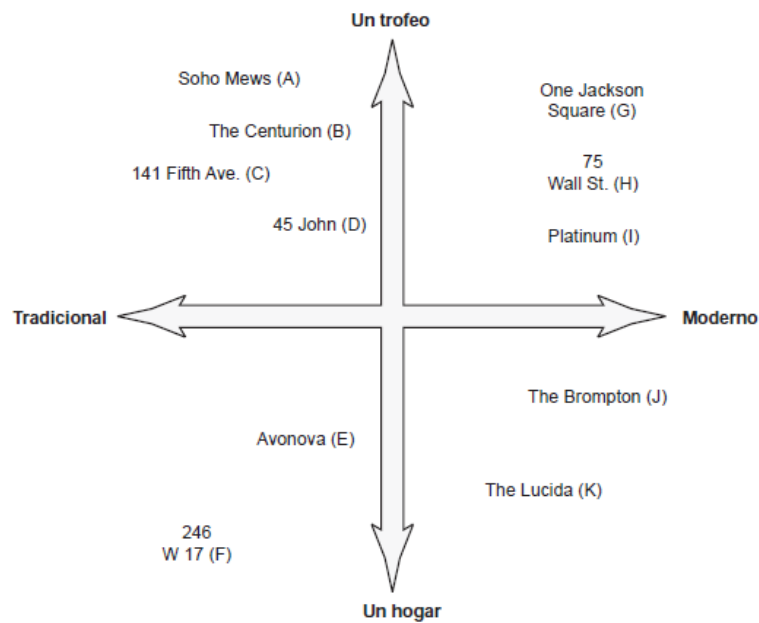 Un trofeo
Soho Mews (A)
One Jackson
Square (G)
The Centurion (B)
75
Wall St. (H)
141 Fifth Ave. (C)
45 John (D)
Platinum (I)
Tradicional
Moderno
The Brompton (J)
Avonova (E)
The Lucida (K)
246
W 17 (F)
Un hogar